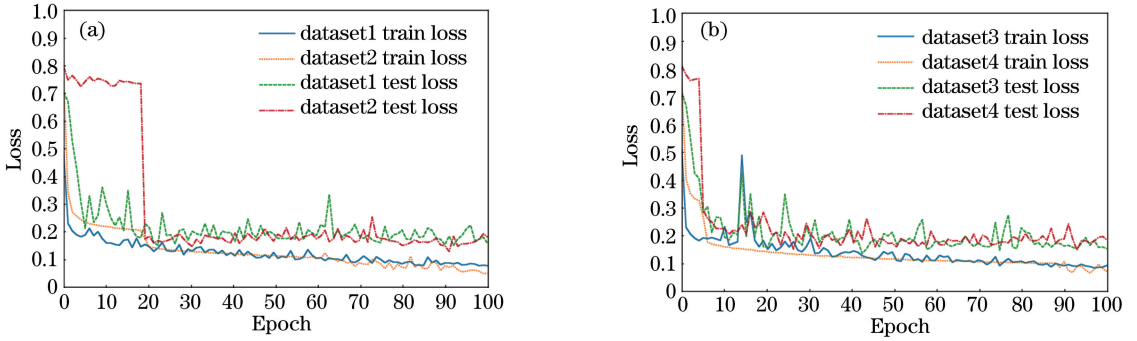 (a)
dataset1 train loss
dataset2 train loss
dataset1 test loss
dataset2 test loss
1.0
0.9
0.8
0.7
0.6
0.5
0.4
0.3
0.2
0.1
0
Loss
0 10 20 30 40 50 60 70 80 90 100
Epoch
(b)
dataset3 train loss
dataset4 train loss
dataset3 test loss
dataset4 test loss
1.0
0.9
0.8
0.7
0.6
0.5
0.4
0.3
0.2
0.1
0
Loss
0 10 20 30 40 50 60 70 80 90 100
Epoch